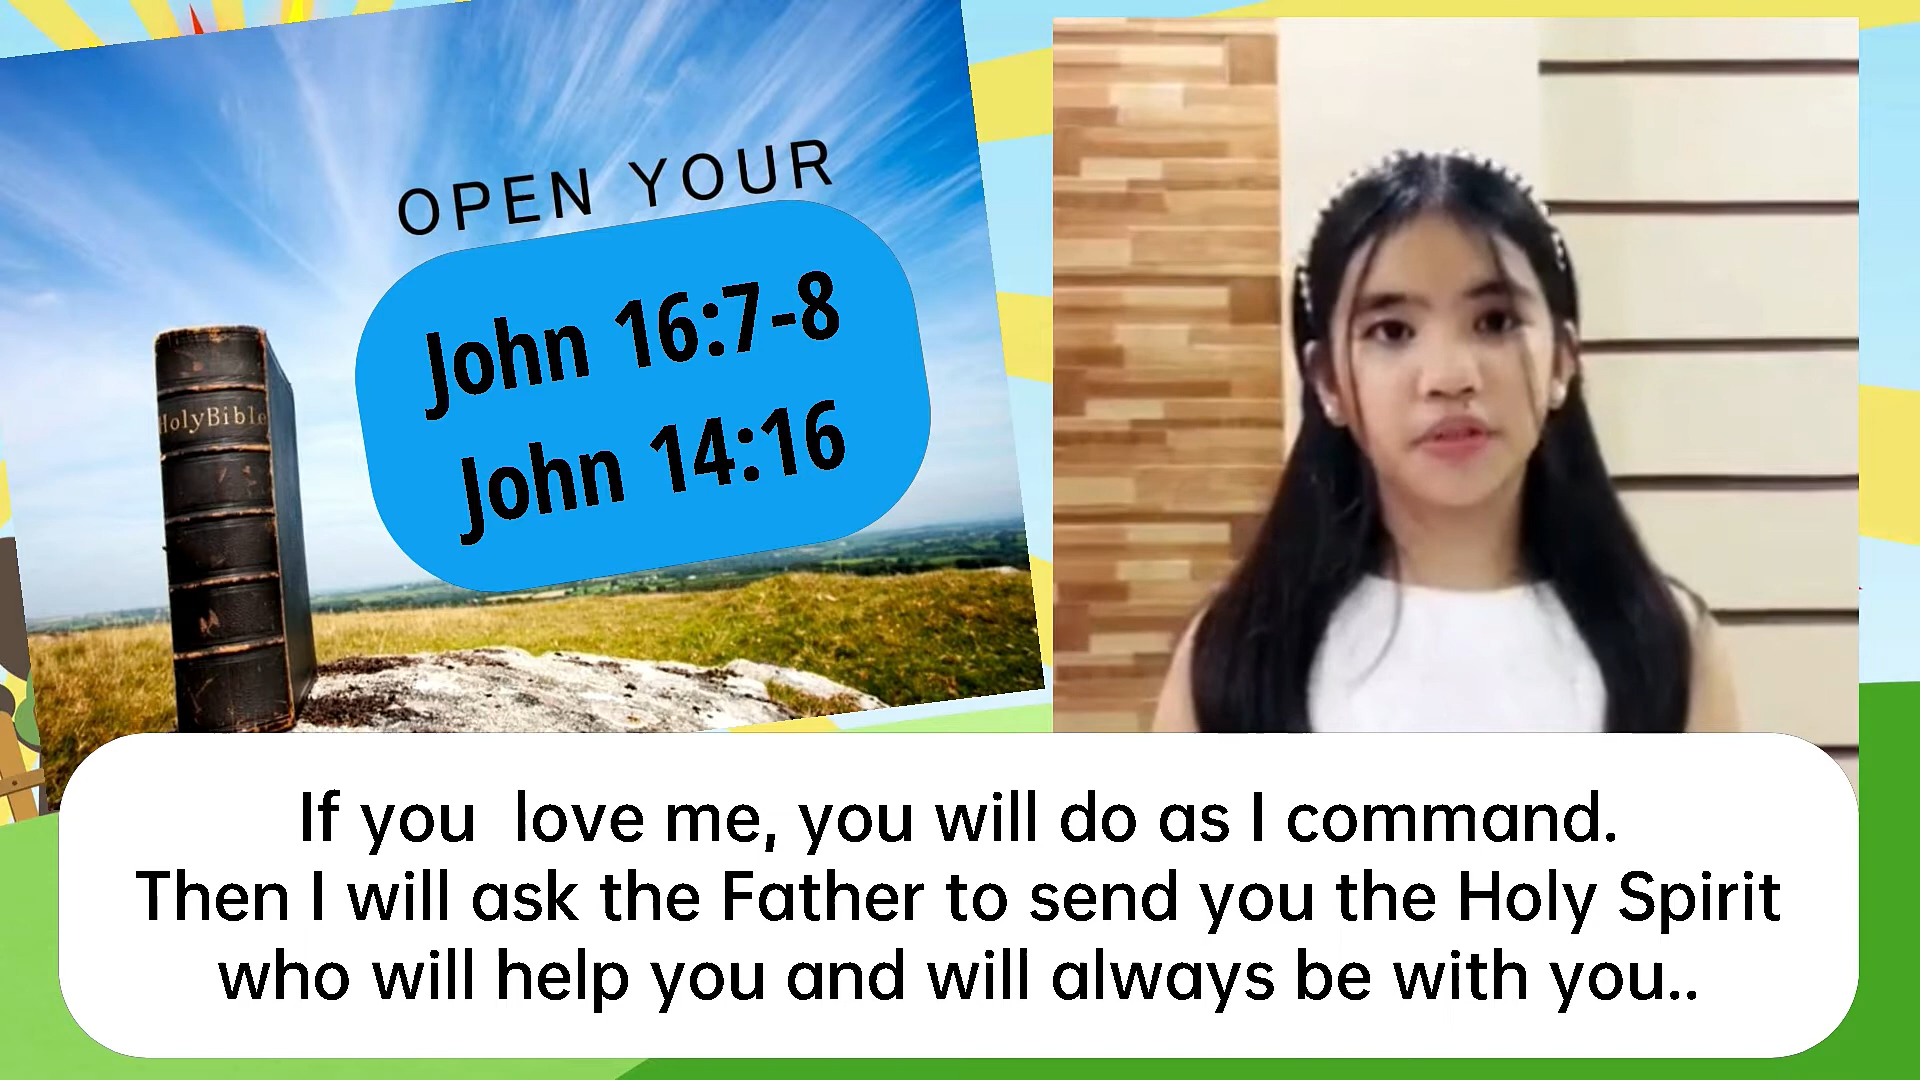 OPEN YOUR
John 16:7-8
John 14:16
HolyBible
If you  love me, you will do as I command.
Then I will ask the Father to send you the Holy Spirit
who will help you and will always be with you..